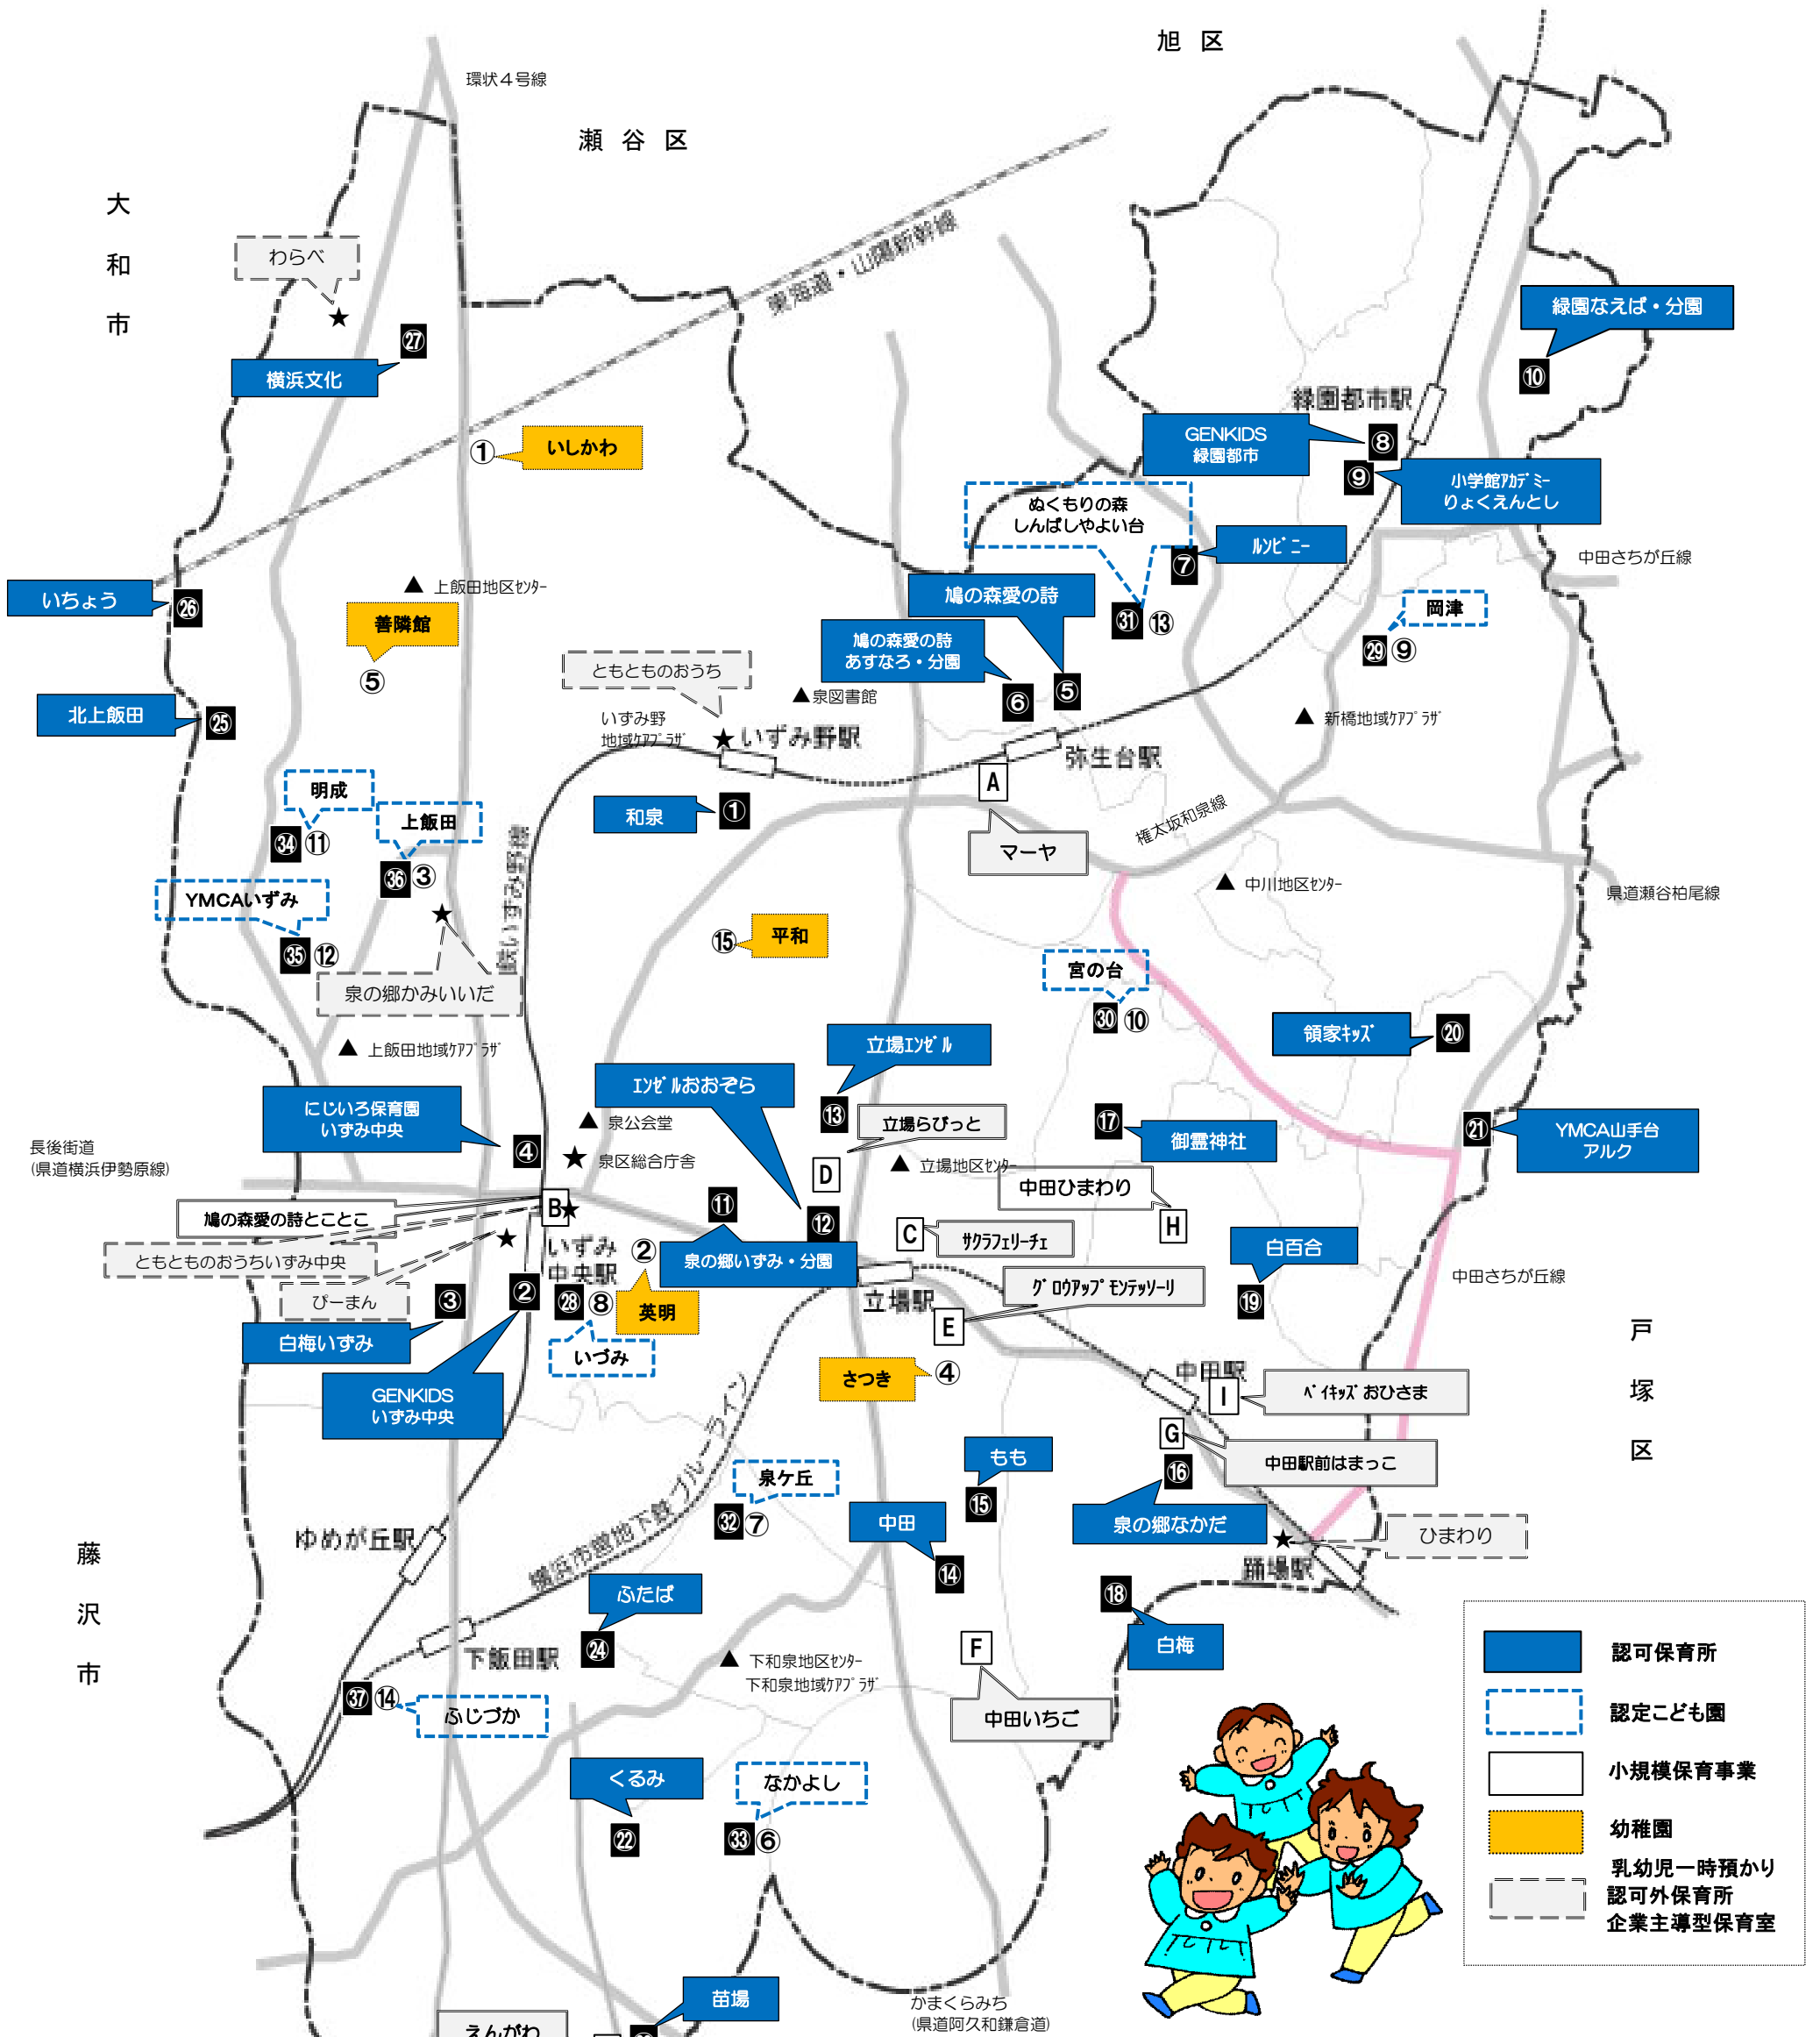 旭 区
環状4号線
瀬 谷 区
大
和
市
わらべ
★
東海道・山陽新幹線
緑園なえば・分園
㉗
横浜文化
⑩
緑園都市駅
GENKIDS
緑園都市
⑧
① いしかわ
⑨
小学館ｱｶﾃﾞﾐｰ
りょくえんとし
ぬくもりの森
しんばしやよい台
ﾙﾝﾋﾞﾆｰ
⑦
中田さちが丘線
▲ 上飯田地区ｾﾝﾀｰ
いちょう
㉖
鳩の森愛の詩
岡津
善隣館
㉛ ⑬
鳩の森愛の詩
あすなろ・分園
㉙ ⑨
ともとものおうち
⑤
⑥
⑤
▲泉図書館
北上飯田
㉕
いずみ野
地域ｹｱﾌﾟﾗｻﾞ
★ いずみ野駅
▲ 新橋地域ｹｱﾌﾟﾗｻﾞ
弥生台駅
A
明成
和泉
①
上飯田
権太坂和泉線
㉞ ⑪
マーヤ
㊱ ③
▲ 中川地区ｾﾝﾀｰ
YMCAいずみ
県道瀬谷柏尾線
★
鉄いずみ野線
⑮ 平和
㉟ ⑫
宮の台
泉の郷かみいいだ
㉚ ⑩
領家ｷｯｽﾞ
⑳
▲ 上飯田地域ｹｱﾌﾟﾗｻﾞ
立場ｴﾝｾﾞﾙ
ｴﾝｾﾞﾙおおぞら
にじいろ保育園
いずみ中央
⑬
▲ 泉公会堂
立場らびっと
⑰
御霊神社
㉑
YMCA山手台
アルク
長後街道
(県道横浜伊勢原線)
④
★ 泉区総合庁舎
D
▲ 立場地区ｾﾝﾀｰ
中田ひまわり
鳩の森愛の詩とことこ
B★
⑪
⑫
C
ｻｸﾗﾌｪﾘｰﾁｪ
H
ともとものおうちいずみ中央
★
いずみ
中央駅
②
泉の郷いずみ・分園
白百合
中田さちが丘線
ぴーまん
③
②
㉘ ⑧
英明
立場駅
ｸﾞﾛｳｱｯﾌﾟﾓﾝﾃｯｿｰﾘ
⑲
白梅いずみ
E
戸
塚
区
いづみ
さつき ④
中田駅
GENKIDS
いずみ中央
I
ﾍﾞｲｷｯｽﾞおひさま
G
中田駅前はまっこ
もも
⑯
泉ケ丘
⑮
横浜市営地下鉄ブルーライン
㉜ ⑦
中田
泉の郷なかだ
ゆめが丘駅
★
ひまわり
藤
沢
市
⑭
踊場駅
ふたば
⑱
㉔
F
白梅
認可保育所
下飯田駅
▲ 下和泉地区ｾﾝﾀｰ
下和泉地域ｹｱﾌﾟﾗｻﾞ
㊲ ⑭
ふじづか
中田いちご
認定こども園
くるみ
なかよし
小規模保育事業
㉒
㉝ ⑥
幼稚園
乳幼児一時預かり
認可外保育所
企業主導型保育室
苗場
かまくらみち
(県道阿久和鎌倉道)
えんがわ